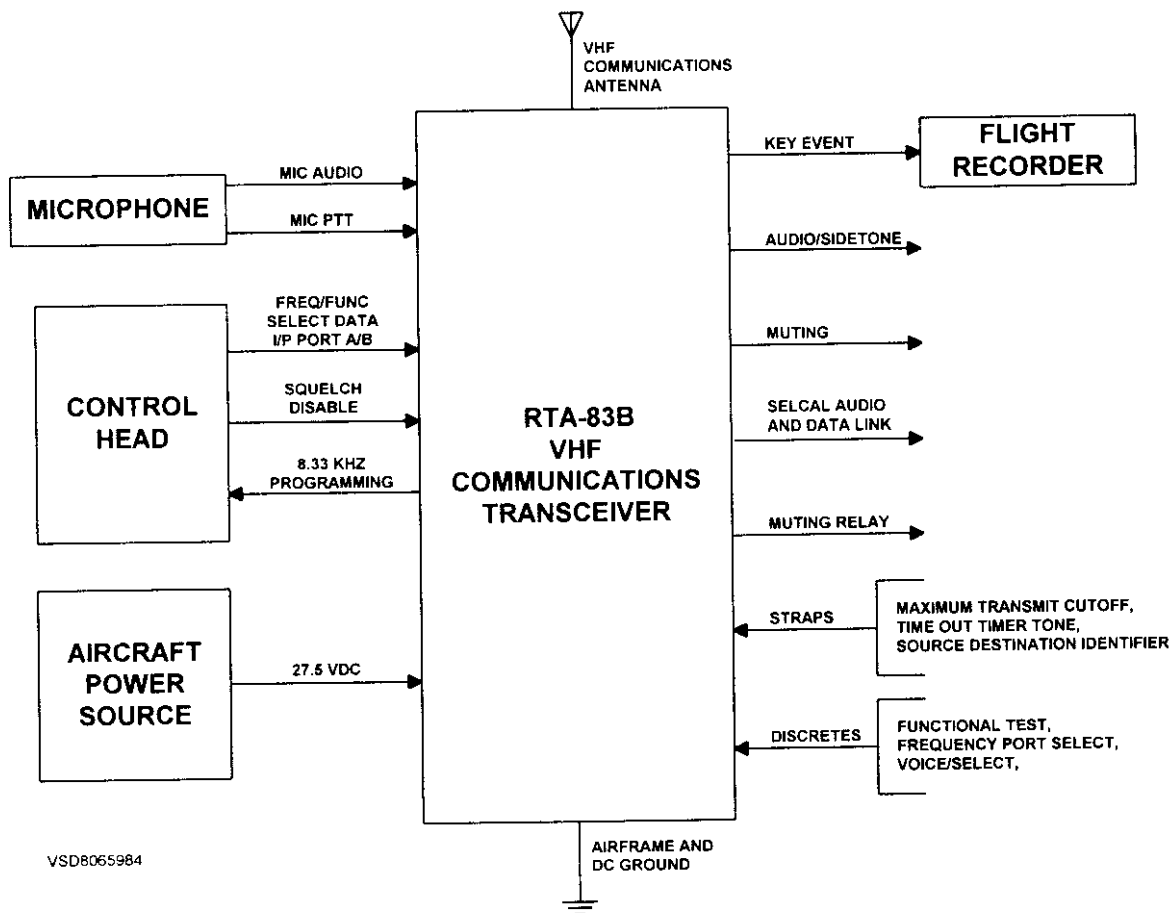 VHF
COMMUNICATIONS
ANTENNA
MICROPHONE
MIC AUDIO
MIC PTT
CONTROL
HEAD
FREQ/FUNC
SELECT DATA
I/P PORT A/B
SQUELCH
DISABLE
8.33 KHZ
PROGRAMMING
AIRCRAFT
POWER
SOURCE
27.5 VDC
RTA-83B
VHF
COMMUNICATIONS
TRANSCEIVER
KEY EVENT
FLIGHT
RECORDER
AUDIO/SIDETONE
MUTING
SELCAL AUDIO
AND DATA LINK
MUTING RELAY
STRAPS
MAXIMUM TRANSMIT CUTOFF,
TIME OUT TIMER TONE,
SOURCE DESTINATION IDENTIFIER
DISCRETES
FUNCTIONAL TEST,
FREQUENCY PORT SELECT,
VOICE/SELECT,
AIRFRAME AND
DC GROUND
VSD8065984